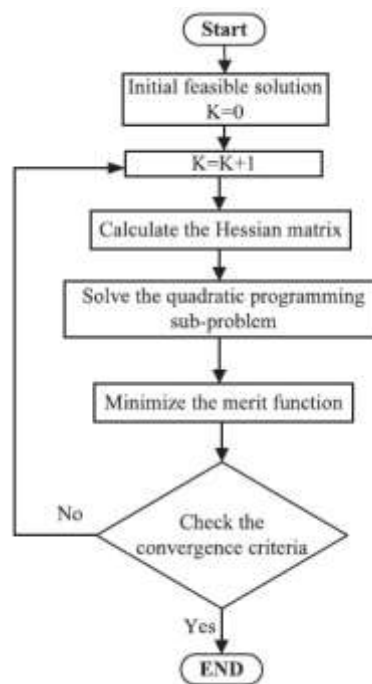 Start
Initial feasible solution
K=0
K=K+1
Calculate the Hessian matrix
Solve the quadratic programming
sub-problem
Minimize the merit function
Check the
convergence criteria
No
Yes
END